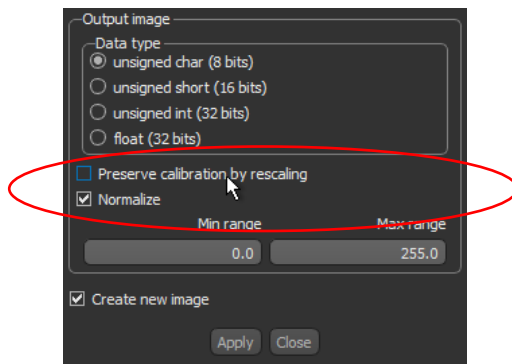 Output image
Data type
unsigned char (8 bits)
unsigned short (16 bits)
unsigned int (32 bits)
float (32 bits)
Preserve calibration by rescaling
Normalize
Min range Max range
0.0 255.0
Create new image
Apply Close